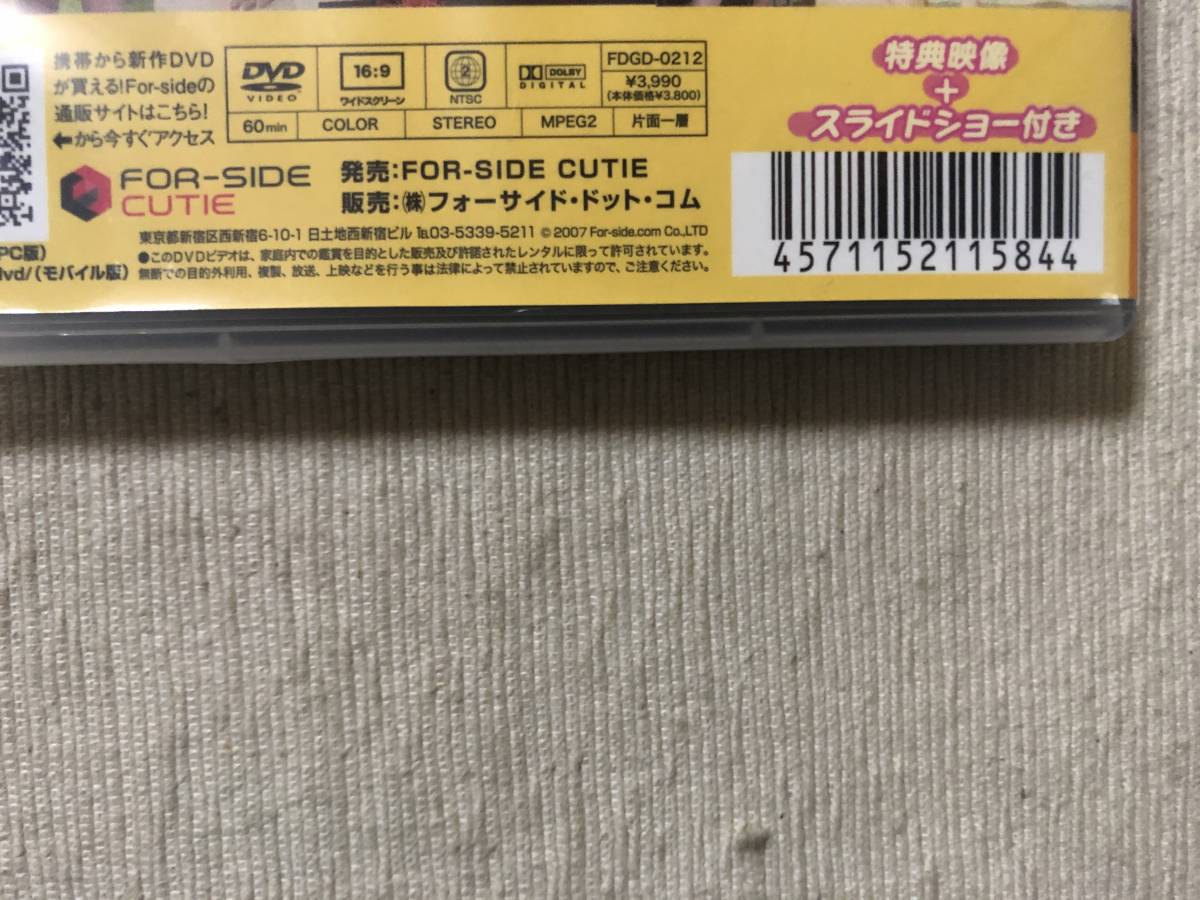 携帯から新作DVD
が買える!For-sideの
通販サイトはこちら!
←から今すぐアクセス
DVD
VIDEO
16:9
ワイドスクリーン
2
NTSC
DOLBY
DIGITAL
FDGD-0212
¥3,990
(本体価格¥3,800)
60min
COLOR
STEREO
MPEG2
片面一層
FOR-SIDE
CUTIE
発売:FOR-SIDE CUTIE
販売:㈱フォーサイド・ドット・コム
東京都新宿区西新宿6-10-1 日土地西新宿ビル ℡03-5339-5211 © 2007 For-side.com Co.,LTD
●このDVDビデオは、家庭内での鑑賞を目的とした販売及び許諾されたレンタルに限って許可されています。
無断での目的外利用、複製、放送、上映などを行う事は法律によって禁止されていますので、ご注意ください。
PC版)
dvd/(モバイル版)
特典映像
+
スライドショー付き
4571152115844